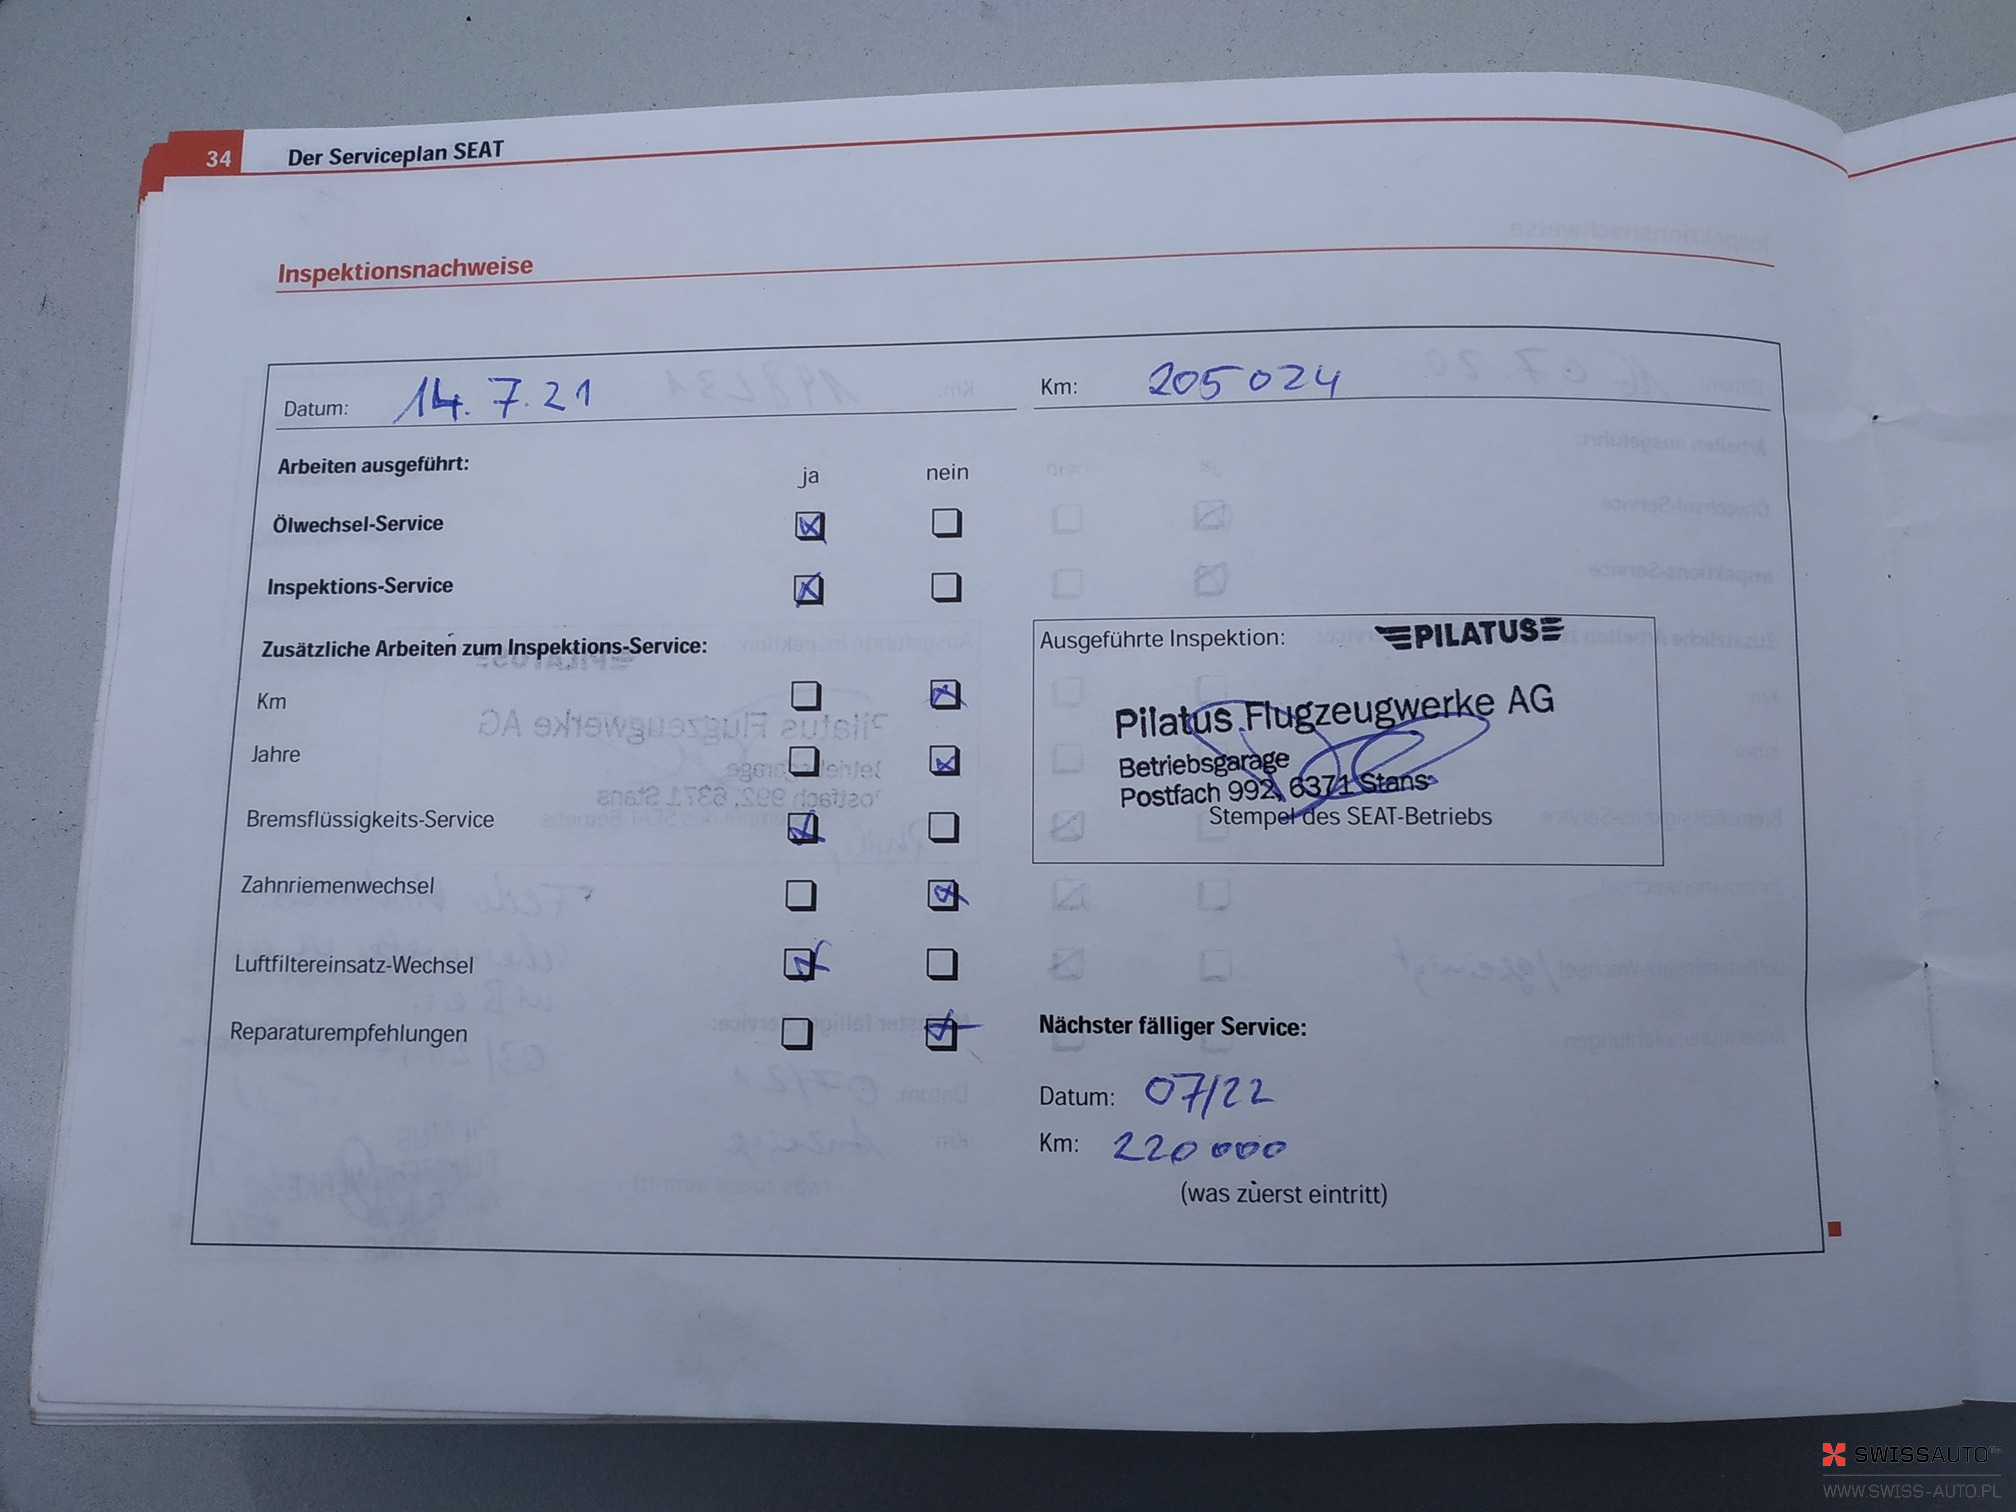 34 Der Serviceplan SEAT
Inspektionsnachweise
Datum: 14.7.21 Km: 205024
Arbeiten ausgeführt: ja nein
Ölwechsel-Service
Inspektions-Service
Zusätzliche Arbeiten zum Inspektions-Service:
Km
Jahre
Bremsflüssigkeits-Service
Zahnriemenwechsel
Luftfiltereinsatz-Wechsel
Reparaturempfehlungen
Ausgeführte Inspektion: PILATUS
Pilatus Flugzeugwerke AG
Betriebsgarage
Postfach 992, 6371 Stans
Stempel des SEAT-Betriebs
Nächster fälliger Service:
Datum: 07/22
Km: 220000
(was zuerst eintritt)
SWISSAUTO
WWW.SWISS-AUTO.PL